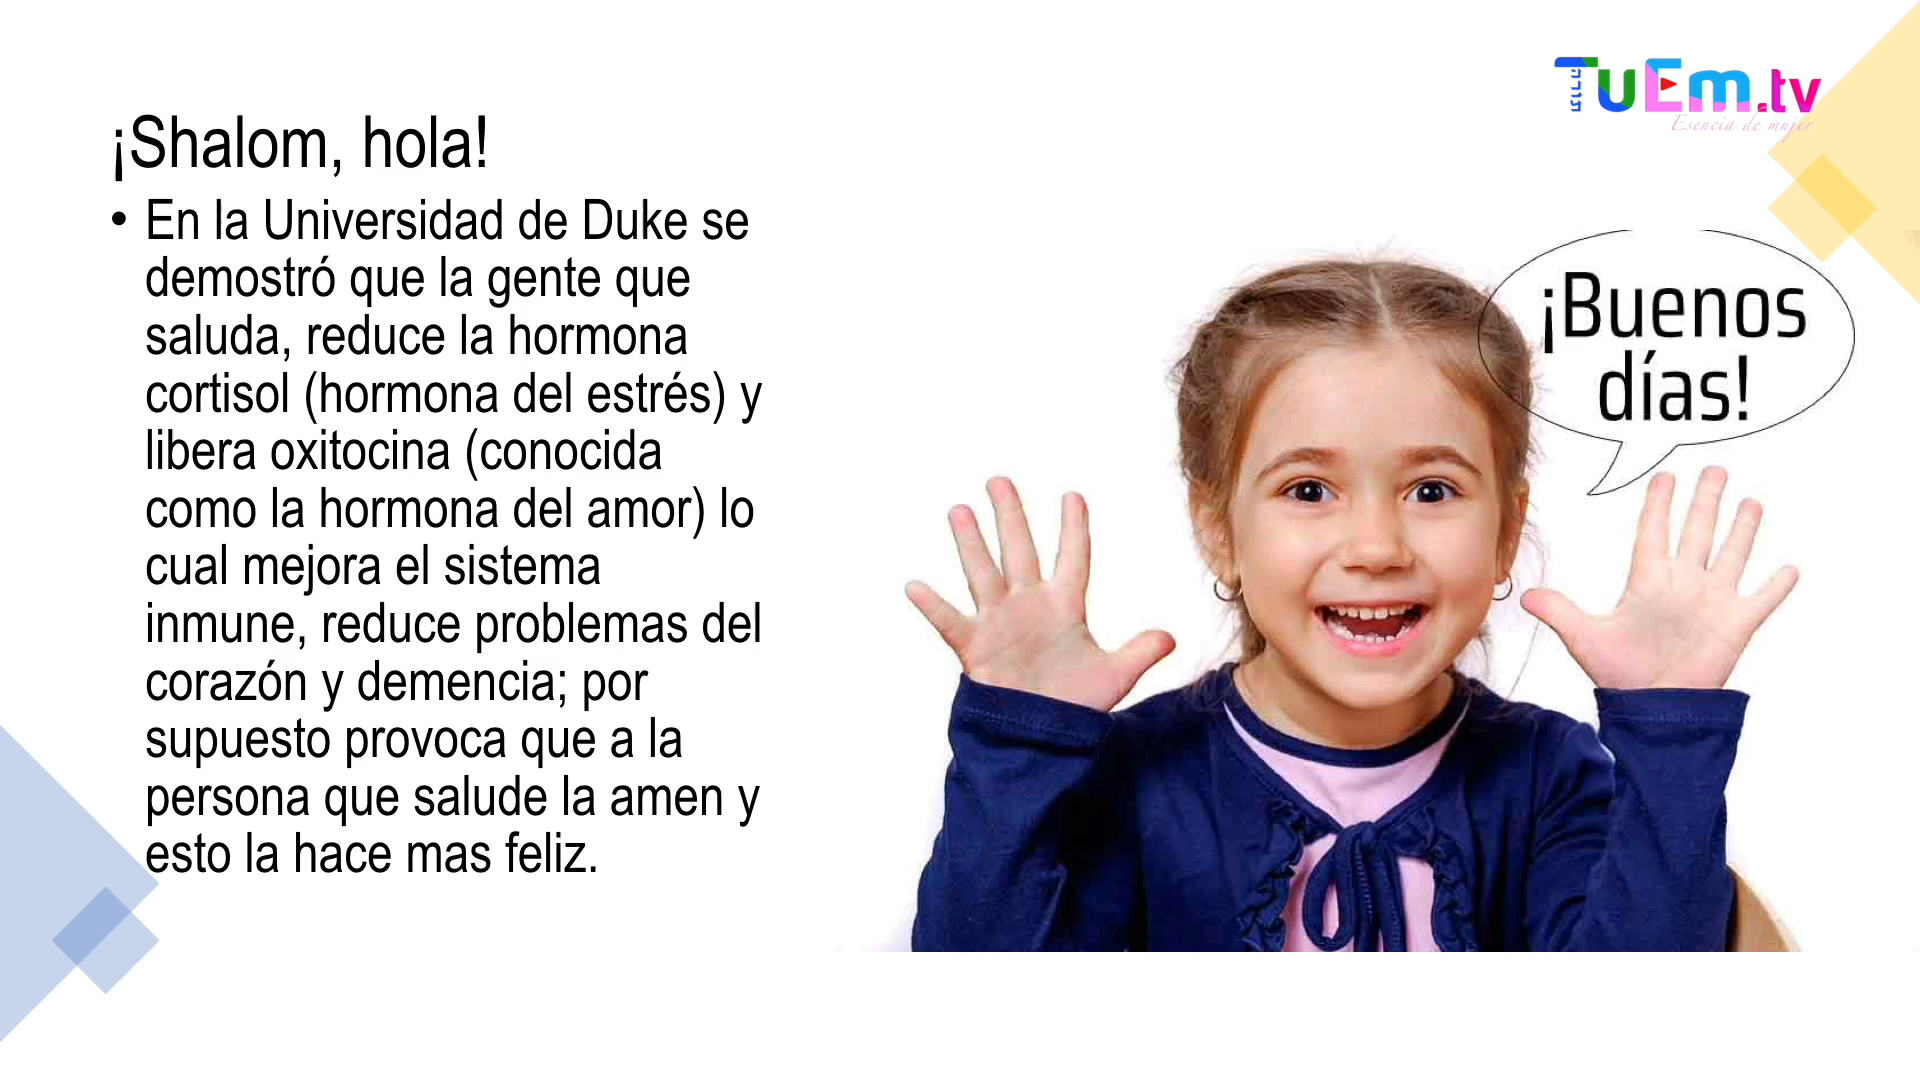 TuEm.tv
תורה
Esencia de mujer
¡Shalom, hola!
• En la Universidad de Duke se
demostró que la gente que
saluda, reduce la hormona
cortisol (hormona del estrés) y
libera oxitocina (conocida
como la hormona del amor) lo
cual mejora el sistema
inmune, reduce problemas del
corazón y demencia; por
supuesto provoca que a la
persona que salude la amen y
esto la hace mas feliz.
¡Buenos
días!